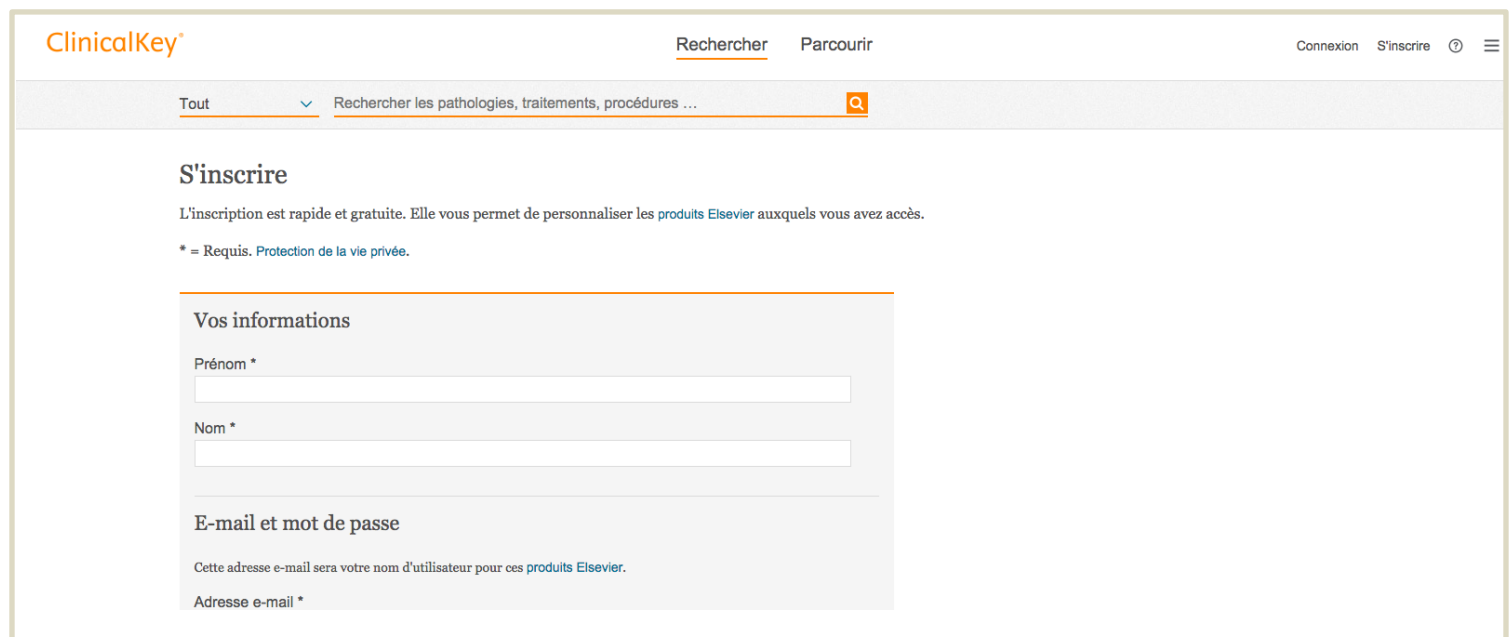 ClinicalKey®
Rechercher Parcourir
Connexion S'inscrire ?
Tout Rechercher les pathologies, traitements, procédures ...
S'inscrire
L'inscription est rapide et gratuite. Elle vous permet de personnaliser les produits Elsevier auxquels vous avez accès.
* = Requis. Protection de la vie privée.
Vos informations
Prénom *
Nom *
E-mail et mot de passe
Cette adresse e-mail sera votre nom d'utilisateur pour ces produits Elsevier.
Adresse e-mail *